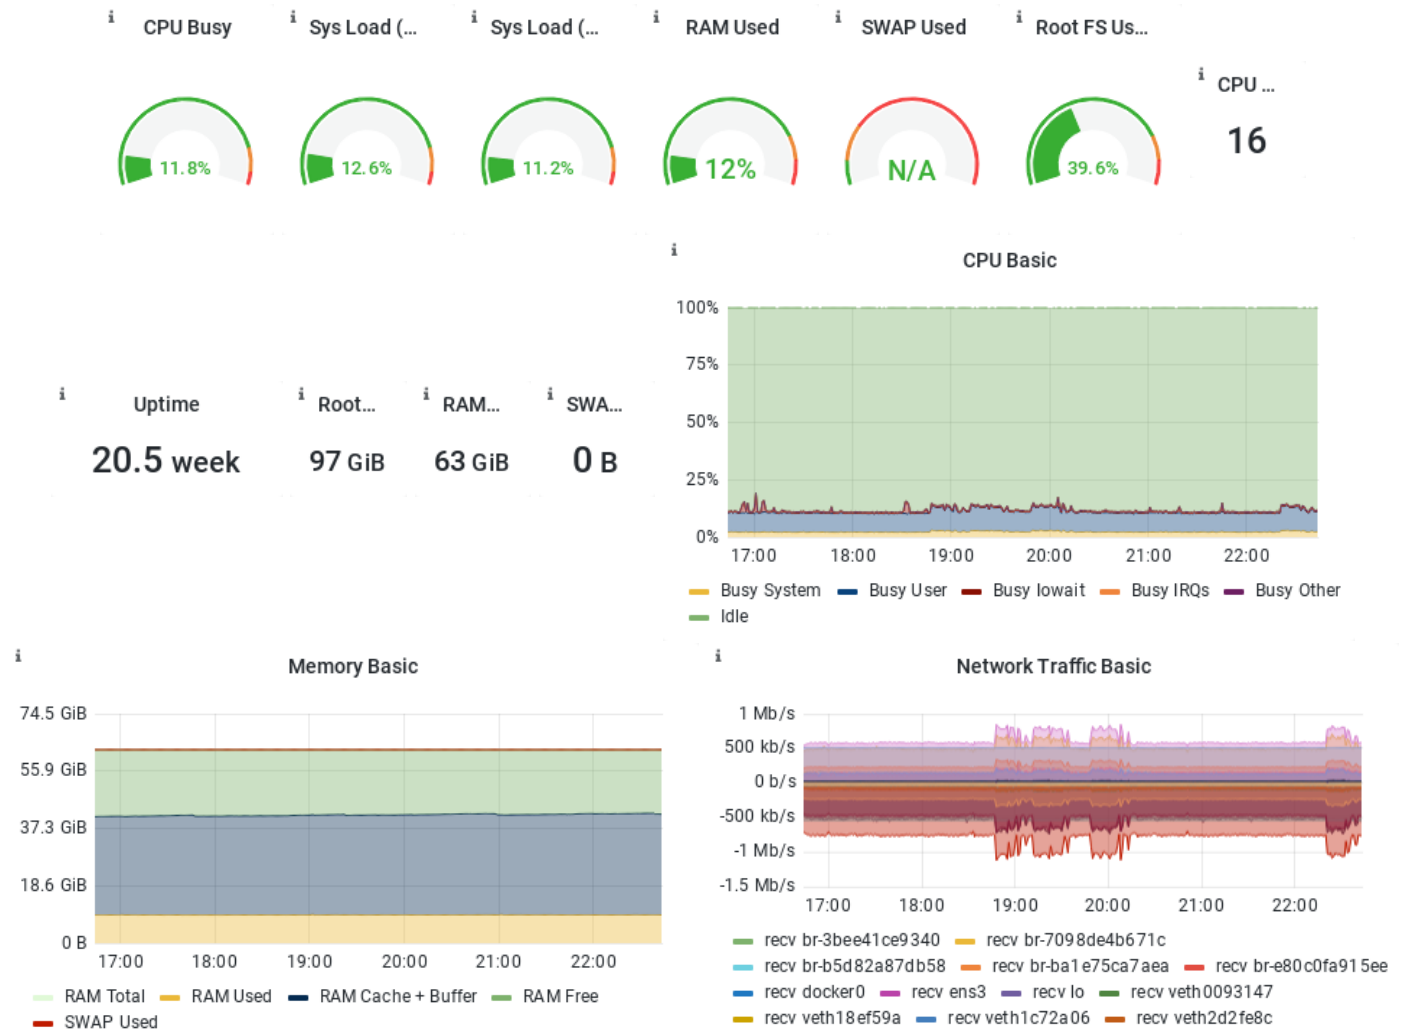 CPU Busy
Sys Load (...
Sys Load (...
RAM Used
SWAP Used
Root FS Us...
CPU ...
11.8%
12.6%
11.2%
12%
N/A
39.6%
16
Uptime
Root...
RAM...
SWA...
20.5 week
97 GiB
63 GiB
0 B
CPU Basic
100%
75%
50%
25%
0%
17:00 18:00 19:00 20:00 21:00 22:00
Busy System Busy User Busy Iowait Busy IRQs Busy Other
Idle
Memory Basic
74.5 GiB
55.9 GiB
37.3 GiB
18.6 GiB
0 B
17:00 18:00 19:00 20:00 21:00 22:00
RAM Total RAM Used RAM Cache + Buffer RAM Free
SWAP Used
Network Traffic Basic
1 Mb/s
500 kb/s
0 b/s
-500 kb/s
-1 Mb/s
-1.5 Mb/s
17:00 18:00 19:00 20:00 21:00 22:00
recv br-3bee41ce9340 recv br-7098de4b671c
recv br-b5d82a87db58 recv br-ba1e75ca7aea recv br-e80c0fa915ee
recv docker0 recv ens3 recv lo recv veth0093147
recv veth18ef59a recv veth1c72a06 recv veth2d2fe8c